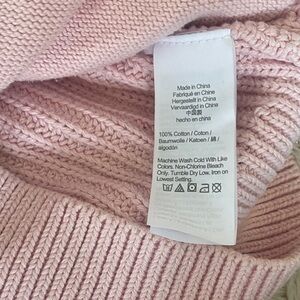 Made in China
Fabriqué en Chine
Hergestellt in China
Vervaardigd in China
中国製
hecho en china
100% Cotton / Coton /
Baumwolle / Katoen / 綿 /
algodón
Machine Wash Cold With Like
Colors. Non-Chlorine Bleach
Only. Tumble Dry Low. Iron on
Lowest Setting.